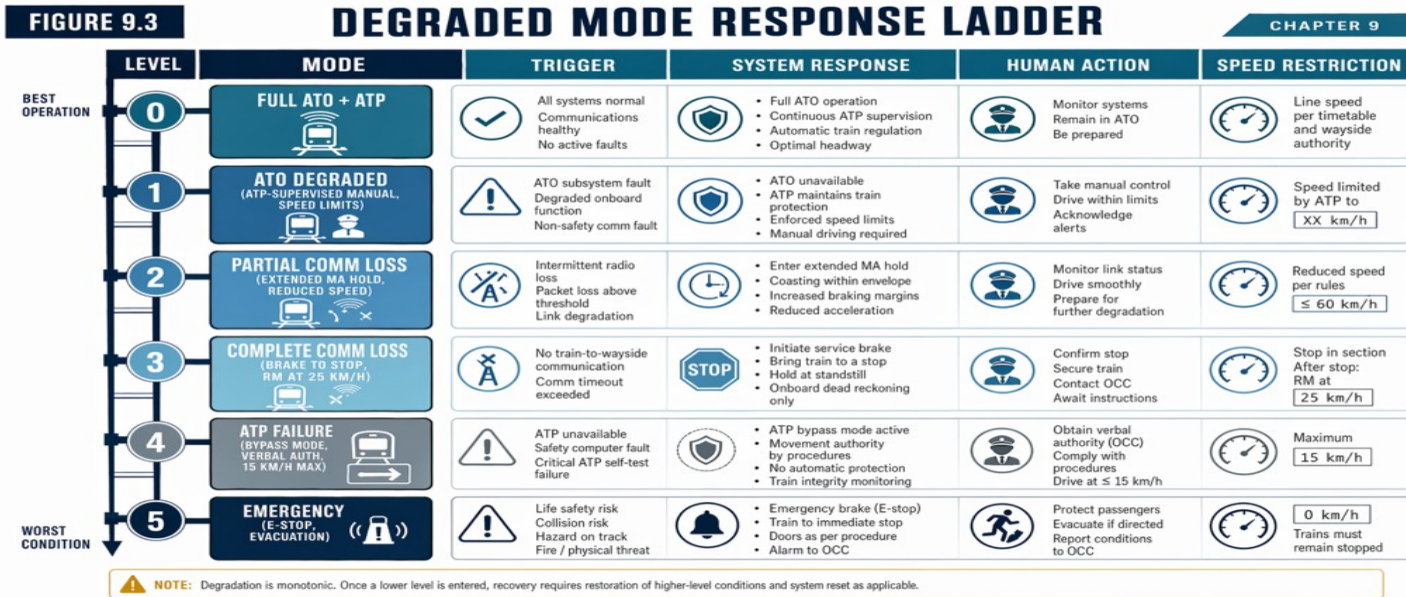 FIGURE 9.3
DEGRADED MODE RESPONSE LADDER
CHAPTER 9
LEVEL
MODE
TRIGGER
SYSTEM RESPONSE
HUMAN ACTION
SPEED RESTRICTION
BEST
OPERATION
0
FULL ATO + ATP
All systems normal
Communications
healthy
No active faults
• Full ATO operation
• Continuous ATP supervision
• Automatic train regulation
• Optimal headway
Monitor systems
Remain in ATO
Be prepared
Line speed
per timetable
and wayside
authority
1
ATO DEGRADED
(ATP-SUPERVISED MANUAL,
SPEED LIMITS)
ATO subsystem fault
Degraded onboard
function
Non-safety comm fault
• ATO unavailable
• ATP maintains train
protection
• Enforced speed limits
• Manual driving required
Take manual control
Drive within limits
Acknowledge
alerts
Speed limited
by ATP to
XX km/h
2
PARTIAL COMM LOSS
(EXTENDED MA HOLD,
REDUCED SPEED)
Intermittent radio
loss
Packet loss above
threshold
Link degradation
• Enter extended MA hold
• Coasting within envelope
• Increased braking margins
• Reduced acceleration
Monitor link status
Drive smoothly
Prepare for
further degradation
Reduced speed
per rules
≤ 60 km/h
3
COMPLETE COMM LOSS
(BRAKE TO STOP,
RM AT 25 KM/H)
No train-to-wayside
communication
Comm timeout
exceeded
STOP
• Initiate service brake
• Bring train to a stop
• Hold at standstill
• Onboard dead reckoning
only
Confirm stop
Secure train
Contact OCC
Await instructions
Stop in section
After stop:
RM at
25 km/h
4
ATP FAILURE
(BYPASS MODE,
VERBAL AUTH,
15 KM/H MAX)
ATP unavailable
Safety computer fault
Critical ATP self-test
failure
• ATP bypass mode active
• Movement authority
by procedures
• No automatic protection
• Train integrity monitoring
Obtain verbal
authority (OCC)
Comply with
procedures
Drive at ≤ 15 km/h
Maximum
15 km/h
WORST
CONDITION
5
EMERGENCY
(E-STOP,
EVACUATION)
Life safety risk
Collision risk
Hazard on track
Fire / physical threat
• Emergency brake (E-stop)
• Train to immediate stop
• Doors as per procedure
• Alarm to OCC
Protect passengers
Evacuate if directed
Report conditions
to OCC
0 km/h
Trains must
remain stopped
NOTE: Degradation is monotonic. Once a lower level is entered, recovery requires restoration of higher-level conditions and system reset as applicable.